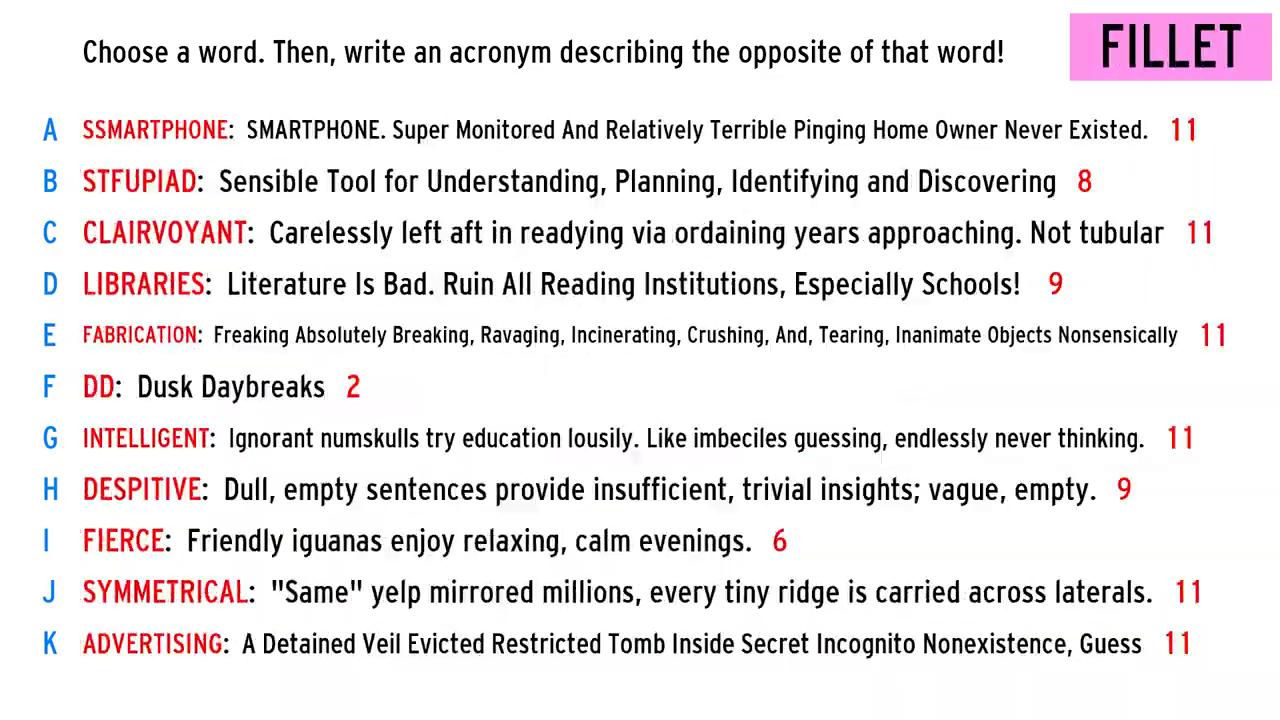 Choose a word. Then, write an acronym describing the opposite of that word! FILLET
A SSMARTPHONE: SMARTPHONE. Super Monitored And Relatively Terrible Pinging Home Owner Never Existed. 11
B STFUPIAD: Sensible Tool for Understanding, Planning, Identifying and Discovering 8
C CLAIRVOYANT: Carelessly left aft in readying via ordaining years approaching. Not tubular 11
D LIBRARIES: Literature Is Bad. Ruin All Reading Institutions, Especially Schools! 9
E FABRICATION: Freaking Absolutely Breaking, Ravaging, Incinerating, Crushing, And, Tearing, Inanimate Objects Nonsensically 11
F DD: Dusk Daybreaks 2
G INTELLIGENT: Ignorant numskulls try education lousily. Like imbeciles guessing, endlessly never thinking. 11
H DESPITIVE: Dull, empty sentences provide insufficient, trivial insights; vague, empty. 9
I FIERCE: Friendly iguanas enjoy relaxing, calm evenings. 6
J SYMMETRICAL: "Same" yelp mirrored millions, every tiny ridge is carried across laterals. 11
K ADVERTISING: A Detained Veil Evicted Restricted Tomb Inside Secret Incognito Nonexistence, Guess 11